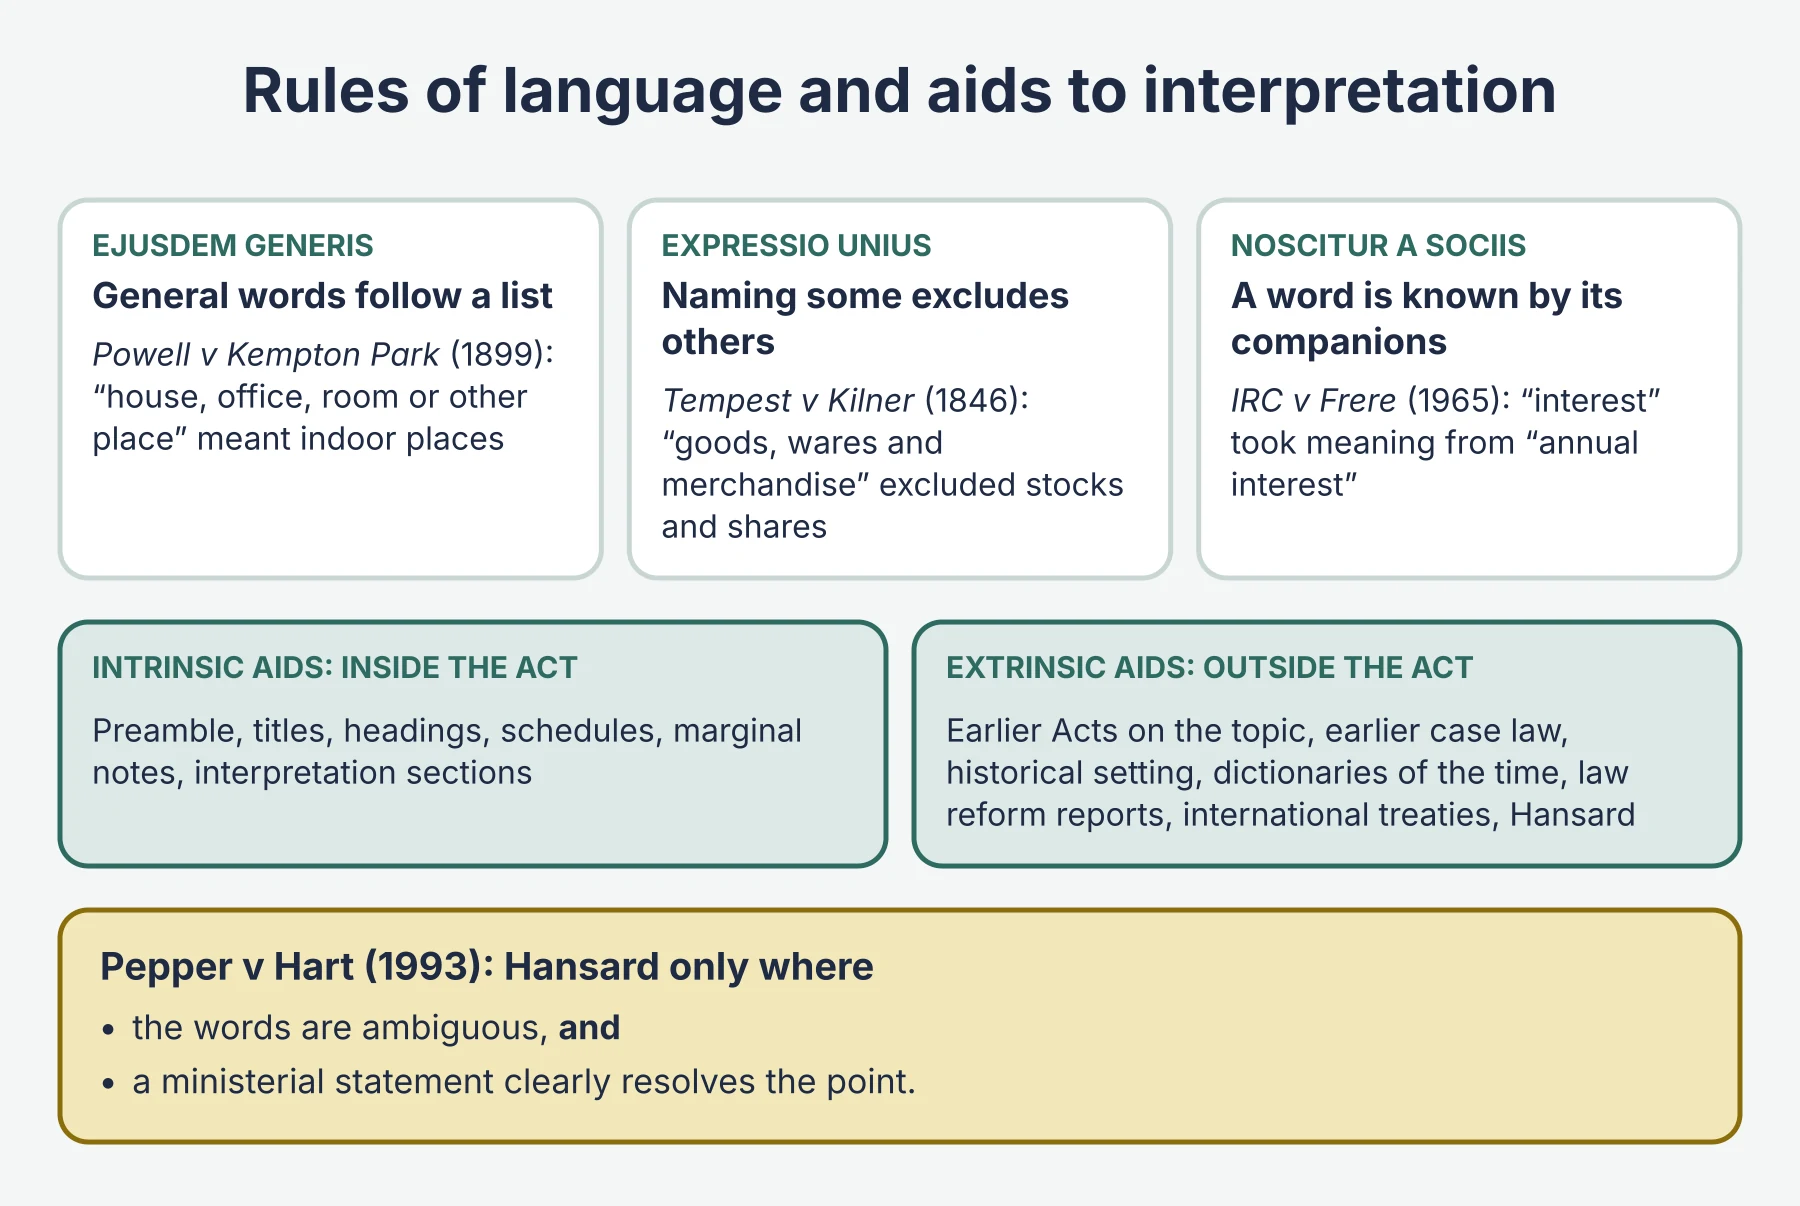 Rules of language and aids to interpretation
EJUSDEM GENERIS
General words follow a list
Powell v Kempton Park (1899):
“house, office, room or other
place” meant indoor places
EXPRESSIO UNIUS
Naming some excludes
others
Tempest v Kilner (1846):
“goods, wares and
merchandise” excluded stocks
and shares
NOSCITUR A SOCIIS
A word is known by its
companions
IRC v Frere (1965): “interest”
took meaning from “annual
interest”
INTRINSIC AIDS: INSIDE THE ACT
Preamble, titles, headings, schedules, marginal
notes, interpretation sections
EXTRINSIC AIDS: OUTSIDE THE ACT
Earlier Acts on the topic, earlier case law,
historical setting, dictionaries of the time, law
reform reports, international treaties, Hansard
Pepper v Hart (1993): Hansard only where
• the words are ambiguous, and
• a ministerial statement clearly resolves the point.